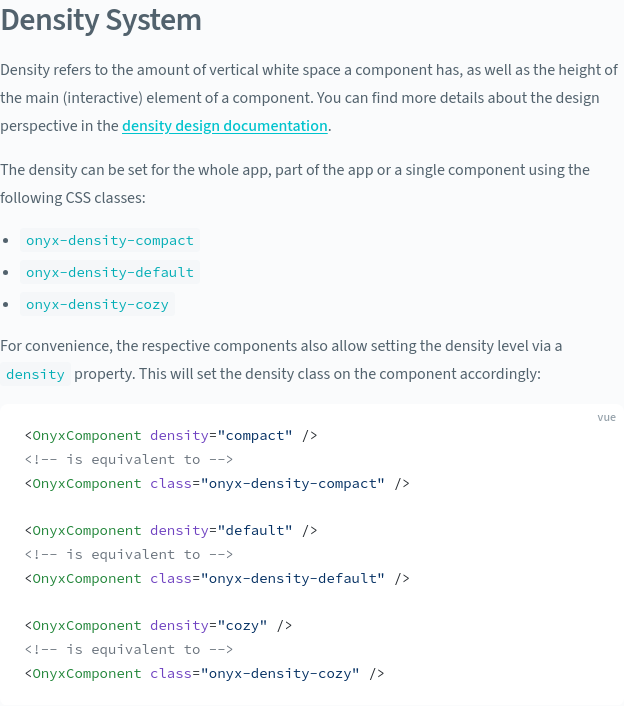 Density System
Density refers to the amount of vertical white space a component has, as well as the height of
the main (interactive) element of a component. You can find more details about the design
perspective in the density design documentation.
The density can be set for the whole app, part of the app or a single component using the
following CSS classes:
• onyx-density-compact
• onyx-density-default
• onyx-density-cozy
For convenience, the respective components also allow setting the density level via a
density property. This will set the density class on the component accordingly:
vue
<OnyxComponent density="compact" />
<!-- is equivalent to -->
<OnyxComponent class="onyx-density-compact" />
<OnyxComponent density="default" />
<!-- is equivalent to -->
<OnyxComponent class="onyx-density-default" />
<OnyxComponent density="cozy" />
<!-- is equivalent to -->
<OnyxComponent class="onyx-density-cozy" />